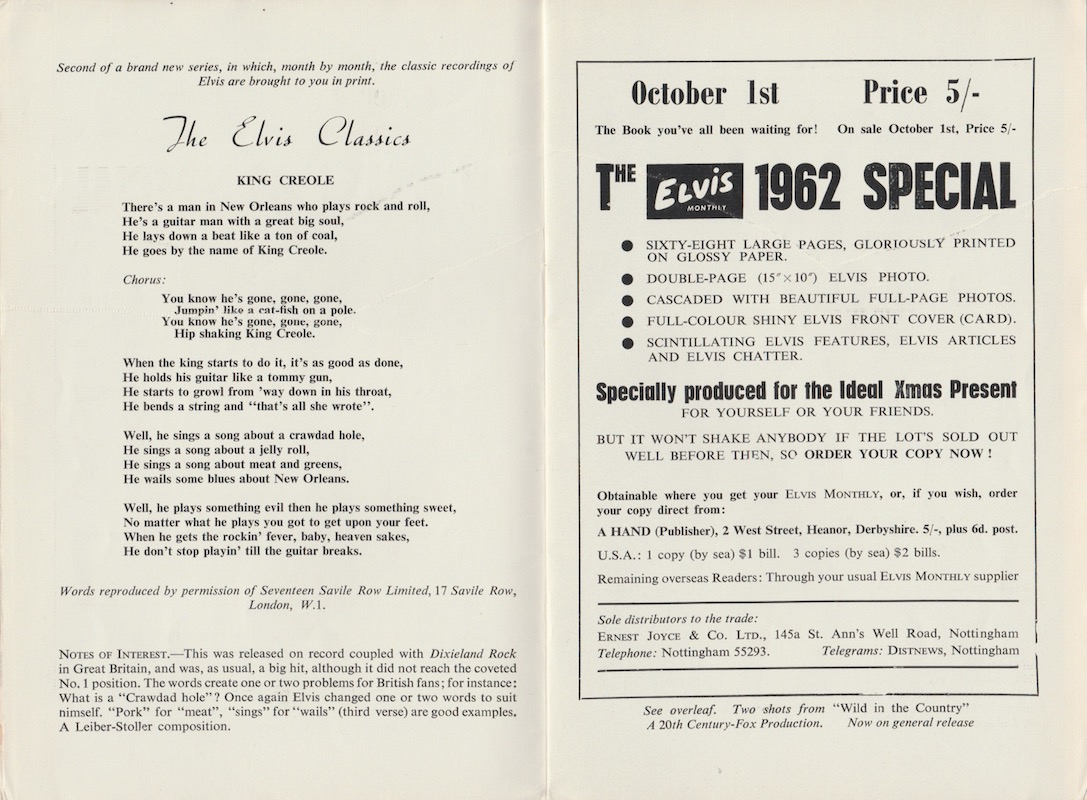 Second of a brand new series, in which, month by month, the classic recordings of
Elvis are brought to you in print.
The Elvis Classics
KING CREOLE
There's a man in New Orleans who plays rock and roll,
He's a guitar man with a great big soul,
He lays down a beat like a ton of coal,
He goes by the name of King Creole.
Chorus:
You know he's gone, gone, gone,
Jumpin' like a cat-fish on a pole.
You know he's gone, gone, gone,
Hip shaking King Creole.
When the king starts to do it, it's as good as done,
He holds his guitar like a tommy gun,
He starts to growl from 'way down in his throat,
He bends a string and "that's all she wrote".
Well, he sings a song about a crawdad hole,
He sings a song about a jelly roll,
He sings a song about meat and greens,
He wails some blues about New Orleans.
Well, he plays something evil then he plays something sweet,
No matter what he plays you got to get upon your feet.
When he gets the rockin' fever, baby, heaven sakes,
He don't stop playin' till the guitar breaks.
Words reproduced by permission of Seventeen Savile Row Limited, 17 Savile Row,
London, W.1.
NOTES OF INTEREST.—This was released on record coupled with Dixieland Rock
in Great Britain, and was, as usual, a big hit, although it did not reach the coveted
No. 1 position. The words create one or two problems for British fans; for instance:
What is a "Crawdad hole"? Once again Elvis changed one or two words to suit
himself. "Pork" for "meat", "sings" for "wails" (third verse) are good examples.
A Leiber-Stoller composition.
October 1st Price 5/-
The Book you've all been waiting for! On sale October 1st, Price 5/-
THE Elvis MONTHLY 1962 SPECIAL
● SIXTY-EIGHT LARGE PAGES, GLORIOUSLY PRINTED
ON GLOSSY PAPER.
● DOUBLE-PAGE (15″×10″) ELVIS PHOTO.
● CASCADED WITH BEAUTIFUL FULL-PAGE PHOTOS.
● FULL-COLOUR SHINY ELVIS FRONT COVER (CARD).
● SCINTILLATING ELVIS FEATURES, ELVIS ARTICLES
AND ELVIS CHATTER.
Specially produced for the Ideal Xmas Present
FOR YOURSELF OR YOUR FRIENDS.
BUT IT WON'T SHAKE ANYBODY IF THE LOT'S SOLD OUT
WELL BEFORE THEN, SO ORDER YOUR COPY NOW!
Obtainable where you get your ELVIS MONTHLY, or, if you wish, order
your copy direct from:
A HAND (Publisher), 2 West Street, Heanor, Derbyshire. 5/-, plus 6d. post.
U.S.A.: 1 copy (by sea) $1 bill. 3 copies (by sea) $2 bills.
Remaining overseas Readers: Through your usual ELVIS MONTHLY supplier
Sole distributors to the trade:
ERNEST JOYCE & CO. LTD., 145a St. Ann's Well Road, Nottingham
Telephone: Nottingham 55293. Telegrams: DISTNEWS, Nottingham
See overleaf. Two shots from "Wild in the Country"
A 20th Century-Fox Production. Now on general release